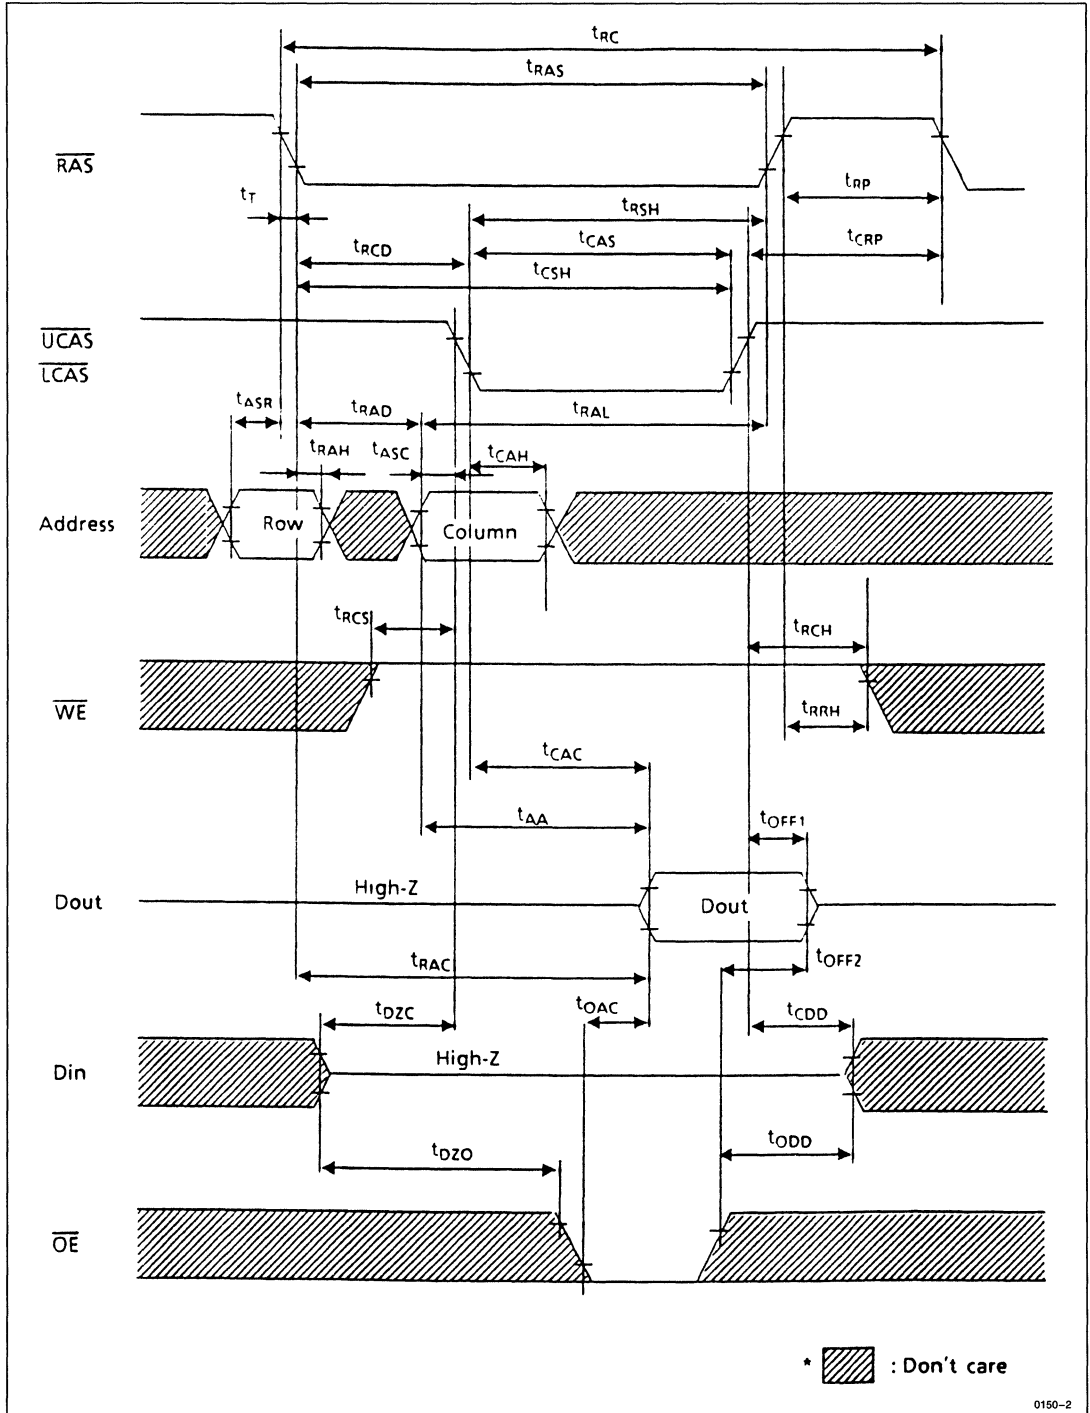 tRC
tRAS
RAS
tT
tRP
tRSH
tRCD
tCAS
tCRP
tCSH
UCAS
LCAS
tASR
tRAD
tRAL
tRAH
tASC
tCAH
Address
Row
Column
tRCS
tRCH
WE
tRRH
tCAC
tAA
tOFF1
High-Z
Dout
Dout
tRAC
tOFF2
tOAC
tDZC
tCDD
High-Z
Din
tDZO
tODD
OE
* : Don't care
0150-2